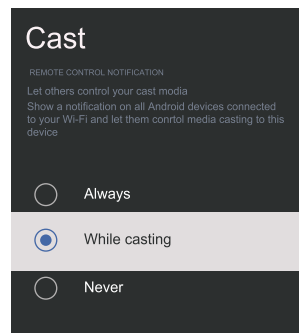 Cast
REMOTE CONTROL NOTIFICATION
Let others control your cast modia
Show a notification on all Android devices connected
to your Wi-Fi and let them conrtol media casting to this
device
Always
While casting
Never